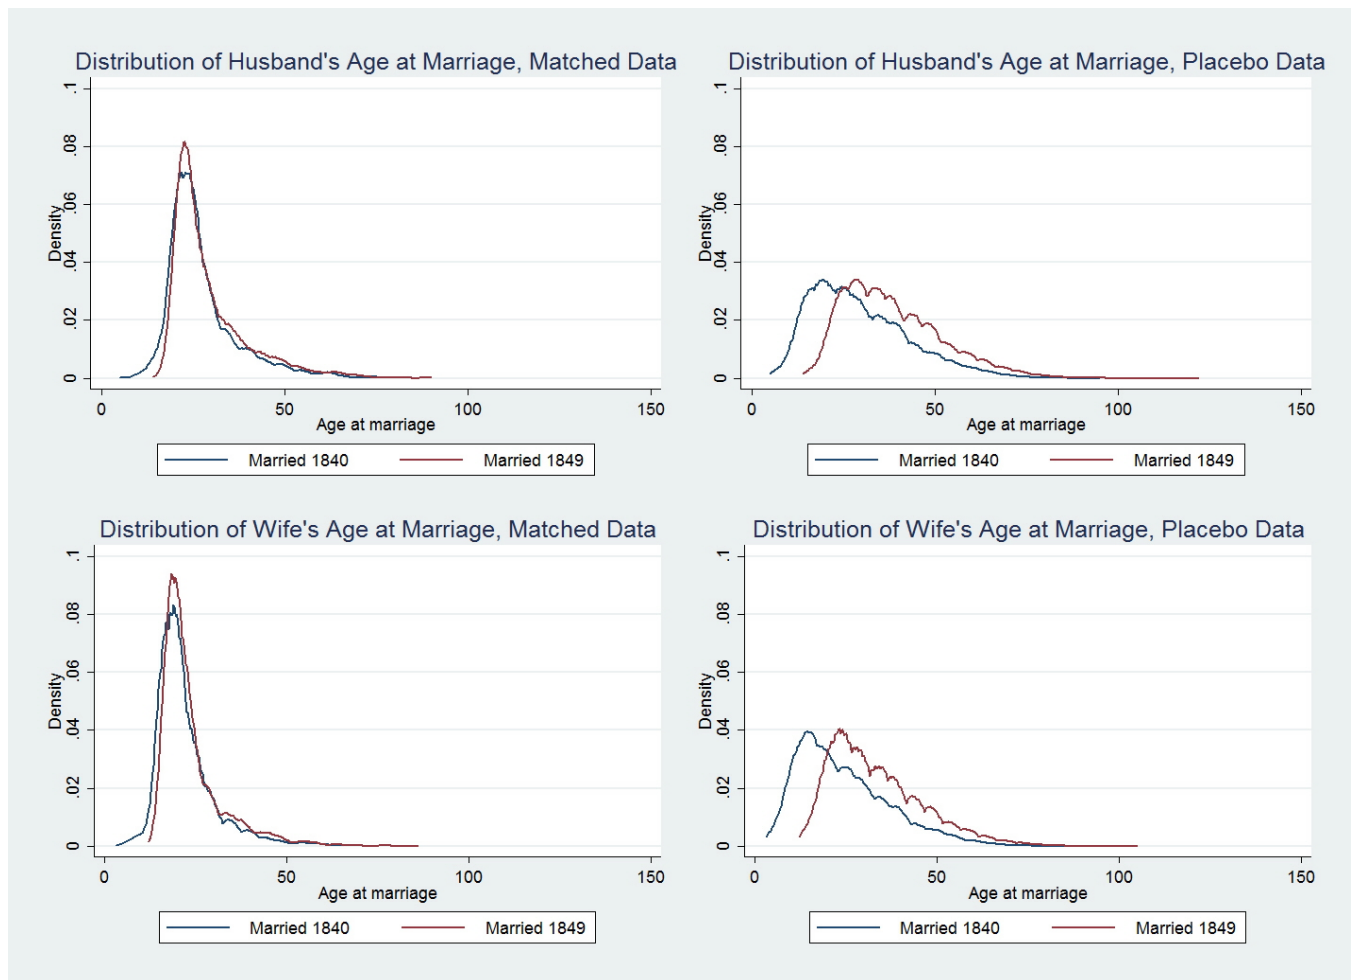 Distribution of Husband's Age at Marriage, Matched Data
.1
.08
.06
.04
.02
0
Density
0 50 100 150
Age at marriage
Married 1840 Married 1849
Distribution of Husband's Age at Marriage, Placebo Data
.1
.08
.06
.04
.02
0
Density
0 50 100 150
Age at marriage
Married 1840 Married 1849
Distribution of Wife's Age at Marriage, Matched Data
.1
.08
.06
.04
.02
0
Density
0 50 100 150
Age at marriage
Married 1840 Married 1849
Distribution of Wife's Age at Marriage, Placebo Data
.1
.08
.06
.04
.02
0
Density
0 50 100 150
Age at marriage
Married 1840 Married 1849